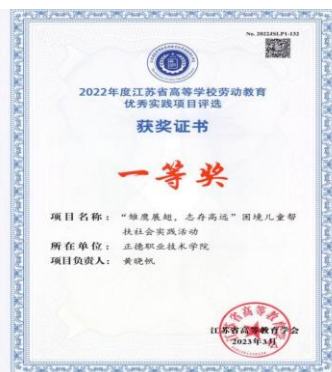 No. 2022JSLP1-132
2022年度江苏省高等学校劳动教育
优秀实践项目评选
获奖证书
一等奖
项目名称：“雏鹰展翅，志存高远”困境儿童帮
扶社会实践活动
所在单位：正德职业技术学院
项目负责人：黄晓帆
江苏省高等教育学会
2023年3月